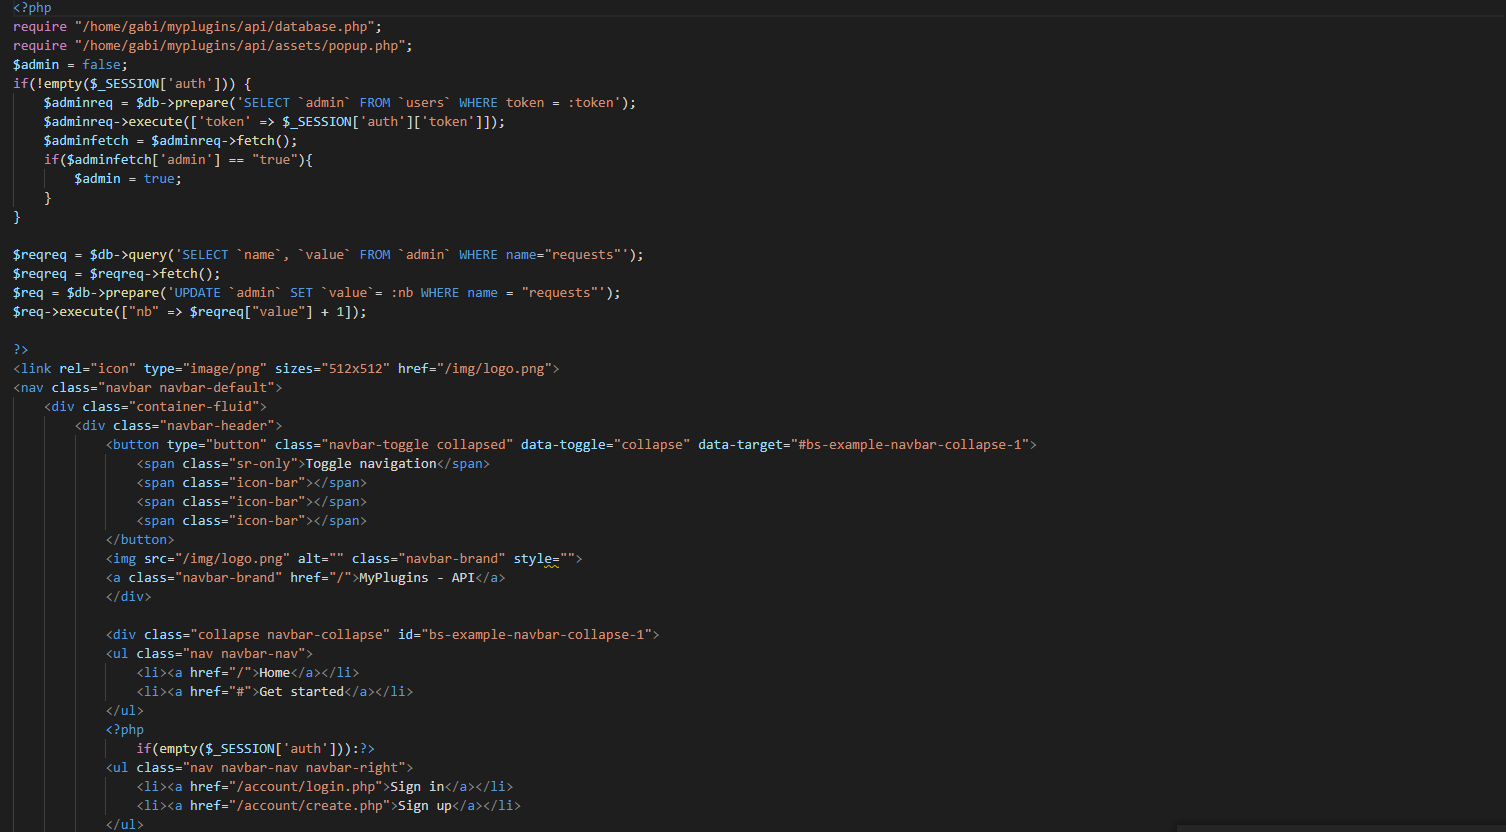 <?php
require "/home/gabi/myplugins/api/database.php";
require "/home/gabi/myplugins/api/assets/popup.php";
$admin = false;
if(!empty($_SESSION['auth'])) {
    $adminreq = $db->prepare('SELECT `admin` FROM `users` WHERE token = :token');
    $adminreq->execute(['token' => $_SESSION['auth']['token']]);
    $adminfetch = $adminreq->fetch();
    if($adminfetch['admin'] == "true"){
        $admin = true;
    }
}
$reqreq = $db->query('SELECT `name`, `value` FROM `admin` WHERE name="requests"');
$reqreq = $reqreq->fetch();
$req = $db->prepare('UPDATE `admin` SET `value`= :nb WHERE name = "requests"');
$req->execute(["nb" => $reqreq["value"] + 1]);
?>
<link rel="icon" type="image/png" sizes="512x512" href="/img/logo.png">
<nav class="navbar navbar-default">
    <div class="container-fluid">
        <div class="navbar-header">
            <button type="button" class="navbar-toggle collapsed" data-toggle="collapse" data-target="#bs-example-navbar-collapse-1">
                <span class="sr-only">Toggle navigation</span>
                <span class="icon-bar"></span>
                <span class="icon-bar"></span>
                <span class="icon-bar"></span>
            </button>
            <img src="/img/logo.png" alt="" class="navbar-brand" style="">
            <a class="navbar-brand" href="/">MyPlugins - API</a>
            </div>
            <div class="collapse navbar-collapse" id="bs-example-navbar-collapse-1">
            <ul class="nav navbar-nav">
                <li><a href="/">Home</a></li>
                <li><a href="#">Get started</a></li>
            </ul>
            <?php
                if(empty($_SESSION['auth'])):?>
            <ul class="nav navbar-nav navbar-right">
                <li><a href="/account/login.php">Sign in</a></li>
                <li><a href="/account/create.php">Sign up</a></li>
            </ul>